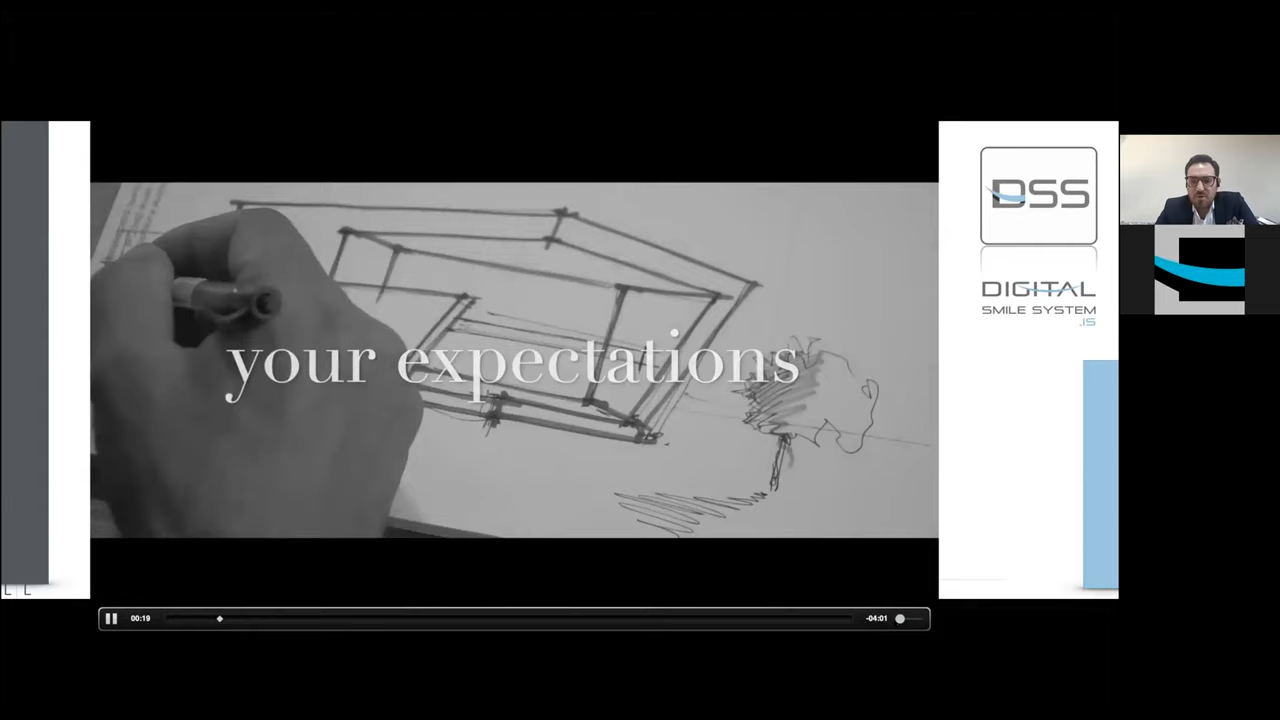 your expectations
DSS
DIGITAL
SMILE SYSTEM
.IS
00:19
-04:01